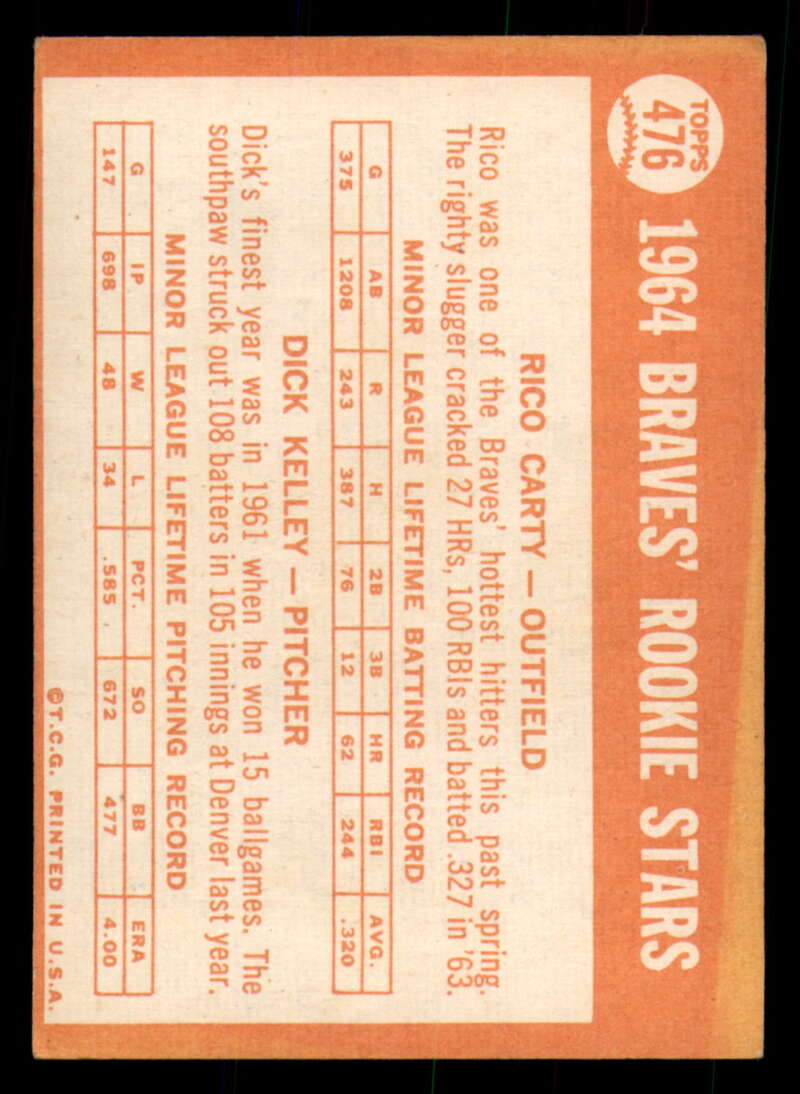 TOPPS
476
1964 BRAVES' ROOKIE STARS
RICO CARTY — OUTFIELD
Rico was one of the Braves' hottest hitters this past spring.
The righty slugger cracked 27 HRs, 100 RBIs and batted .327 in '63.
MINOR LEAGUE LIFETIME BATTING RECORD
G AB R H 2B 3B HR RBI AVG.
375 1208 243 387 76 12 62 244 .320
DICK KELLEY — PITCHER
Dick's finest year was in 1961 when he won 15 ballgames. The
southpaw struck out 108 batters in 105 innings at Denver last year.
MINOR LEAGUE LIFETIME PITCHING RECORD
G IP W L PCT. SO BB ERA
147 698 48 34 .585 672 477 4.00
©T.C.G. PRINTED IN U.S.A.